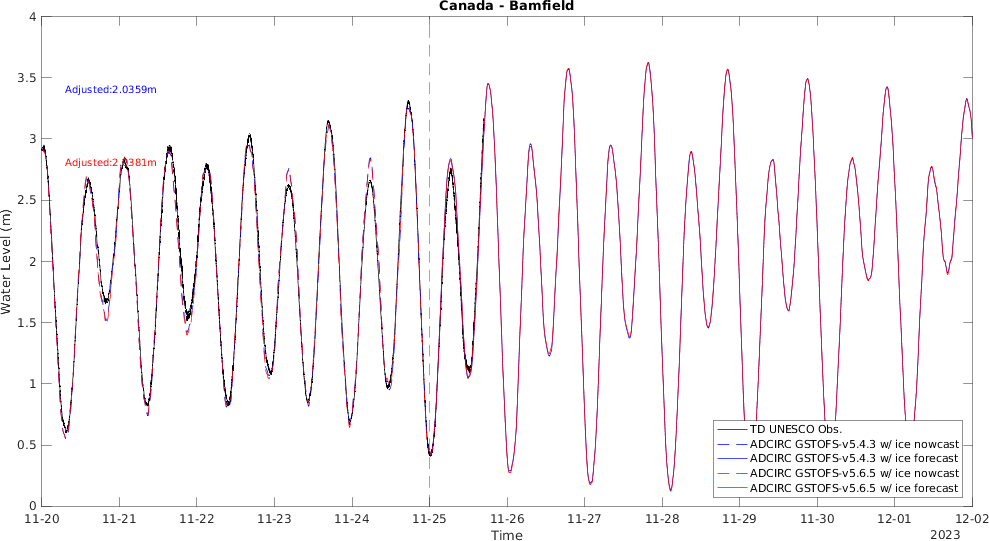 Canada - Bamfield
4
3.5
3
2.5
2
1.5
1
0.5
0
Water Level (m)
Adjusted:2.0359m
Adjusted:2.0381m
TD UNESCO Obs.
ADCIRC GSTOFS-v5.4.3 w/ ice nowcast
ADCIRC GSTOFS-v5.4.3 w/ ice forecast
ADCIRC GSTOFS-v5.6.5 w/ ice nowcast
ADCIRC GSTOFS-v5.6.5 w/ ice forecast
11-20 11-21 11-22 11-23 11-24 11-25 11-26 11-27 11-28 11-29 11-30 12-01 12-02
Time
2023